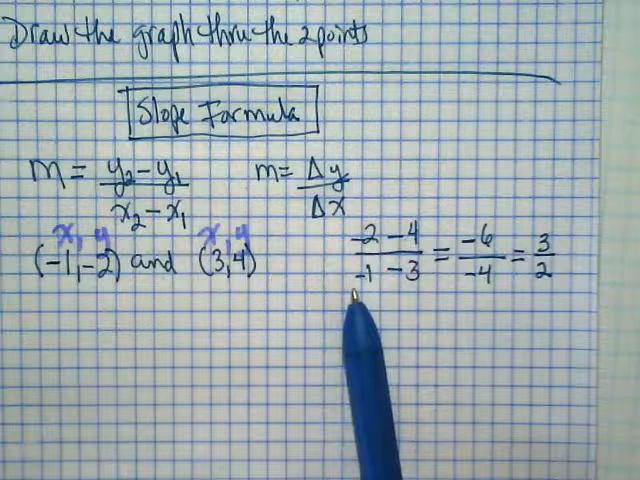 Draw the graph thru the 2 points
Slope Formula
m = y₂ - y₁ / x₂ - x₁   m = Δy / Δx
x, y   x, y
(-1, -2) and (3, 4)   -2 - 4 / -1 - 3 = -6 / -4 = 3 / 2